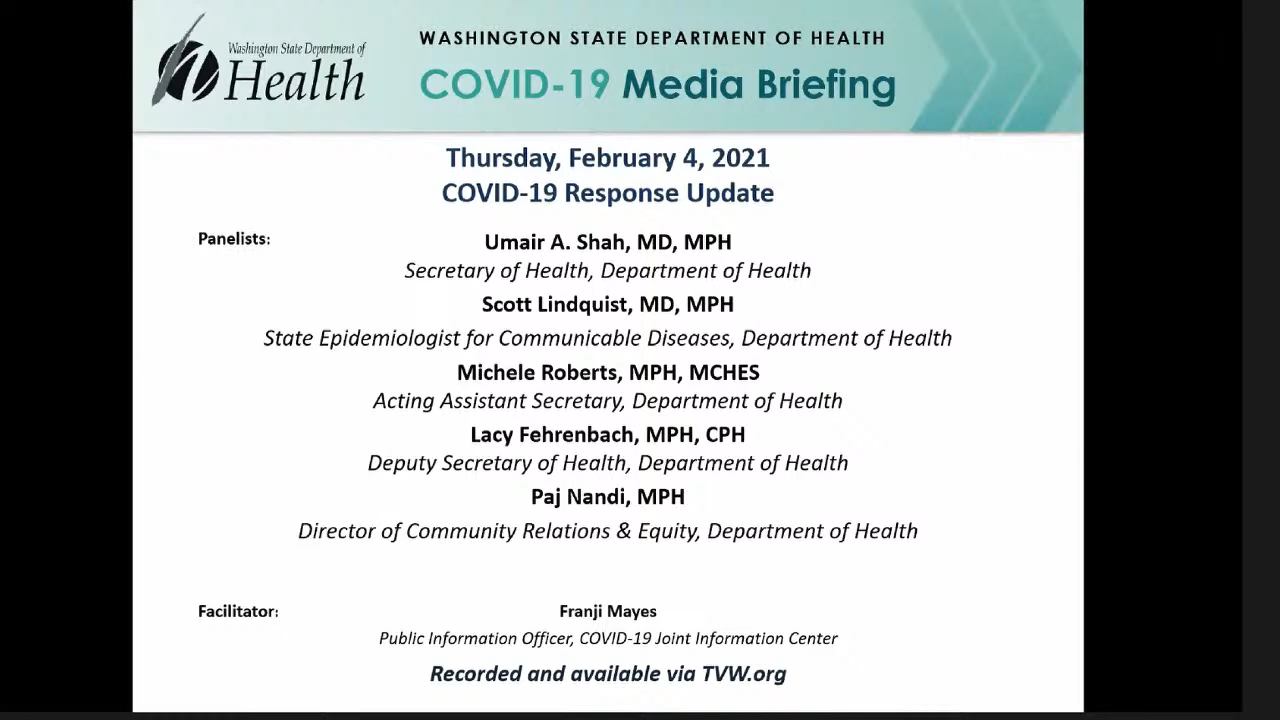 Washington State Department of
Health
WASHINGTON STATE DEPARTMENT OF HEALTH
COVID-19 Media Briefing
Thursday, February 4, 2021
COVID-19 Response Update
Panelists:
Umair A. Shah, MD, MPH
Secretary of Health, Department of Health
Scott Lindquist, MD, MPH
State Epidemiologist for Communicable Diseases, Department of Health
Michele Roberts, MPH, MCHES
Acting Assistant Secretary, Department of Health
Lacy Fehrenbach, MPH, CPH
Deputy Secretary of Health, Department of Health
Paj Nandi, MPH
Director of Community Relations & Equity, Department of Health
Facilitator:
Franji Mayes
Public Information Officer, COVID-19 Joint Information Center
Recorded and available via TVW.org